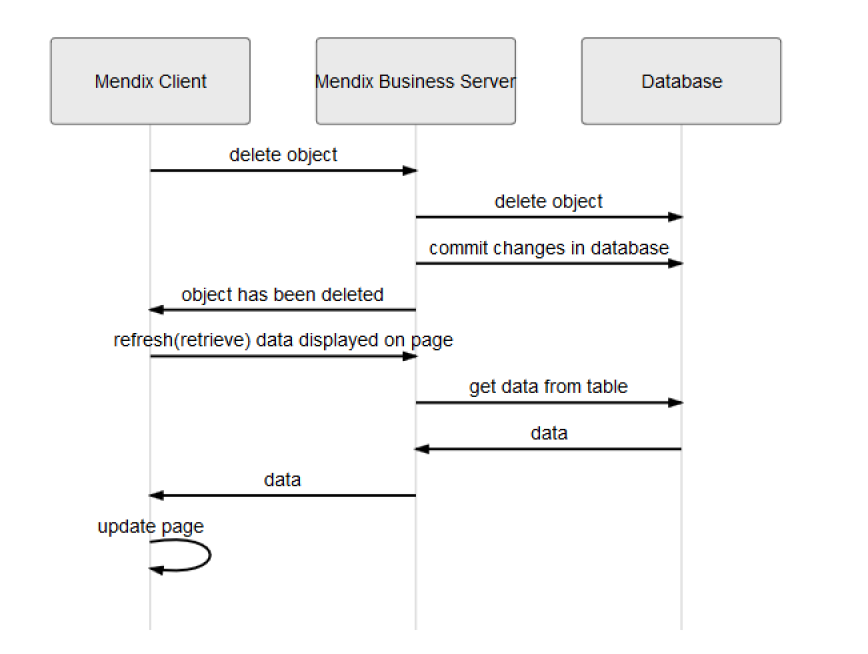 Mendix Client
Mendix Business Server
Database
delete object
delete object
commit changes in database
object has been deleted
refresh(retrieve) data displayed on page
get data from table
data
data
update page